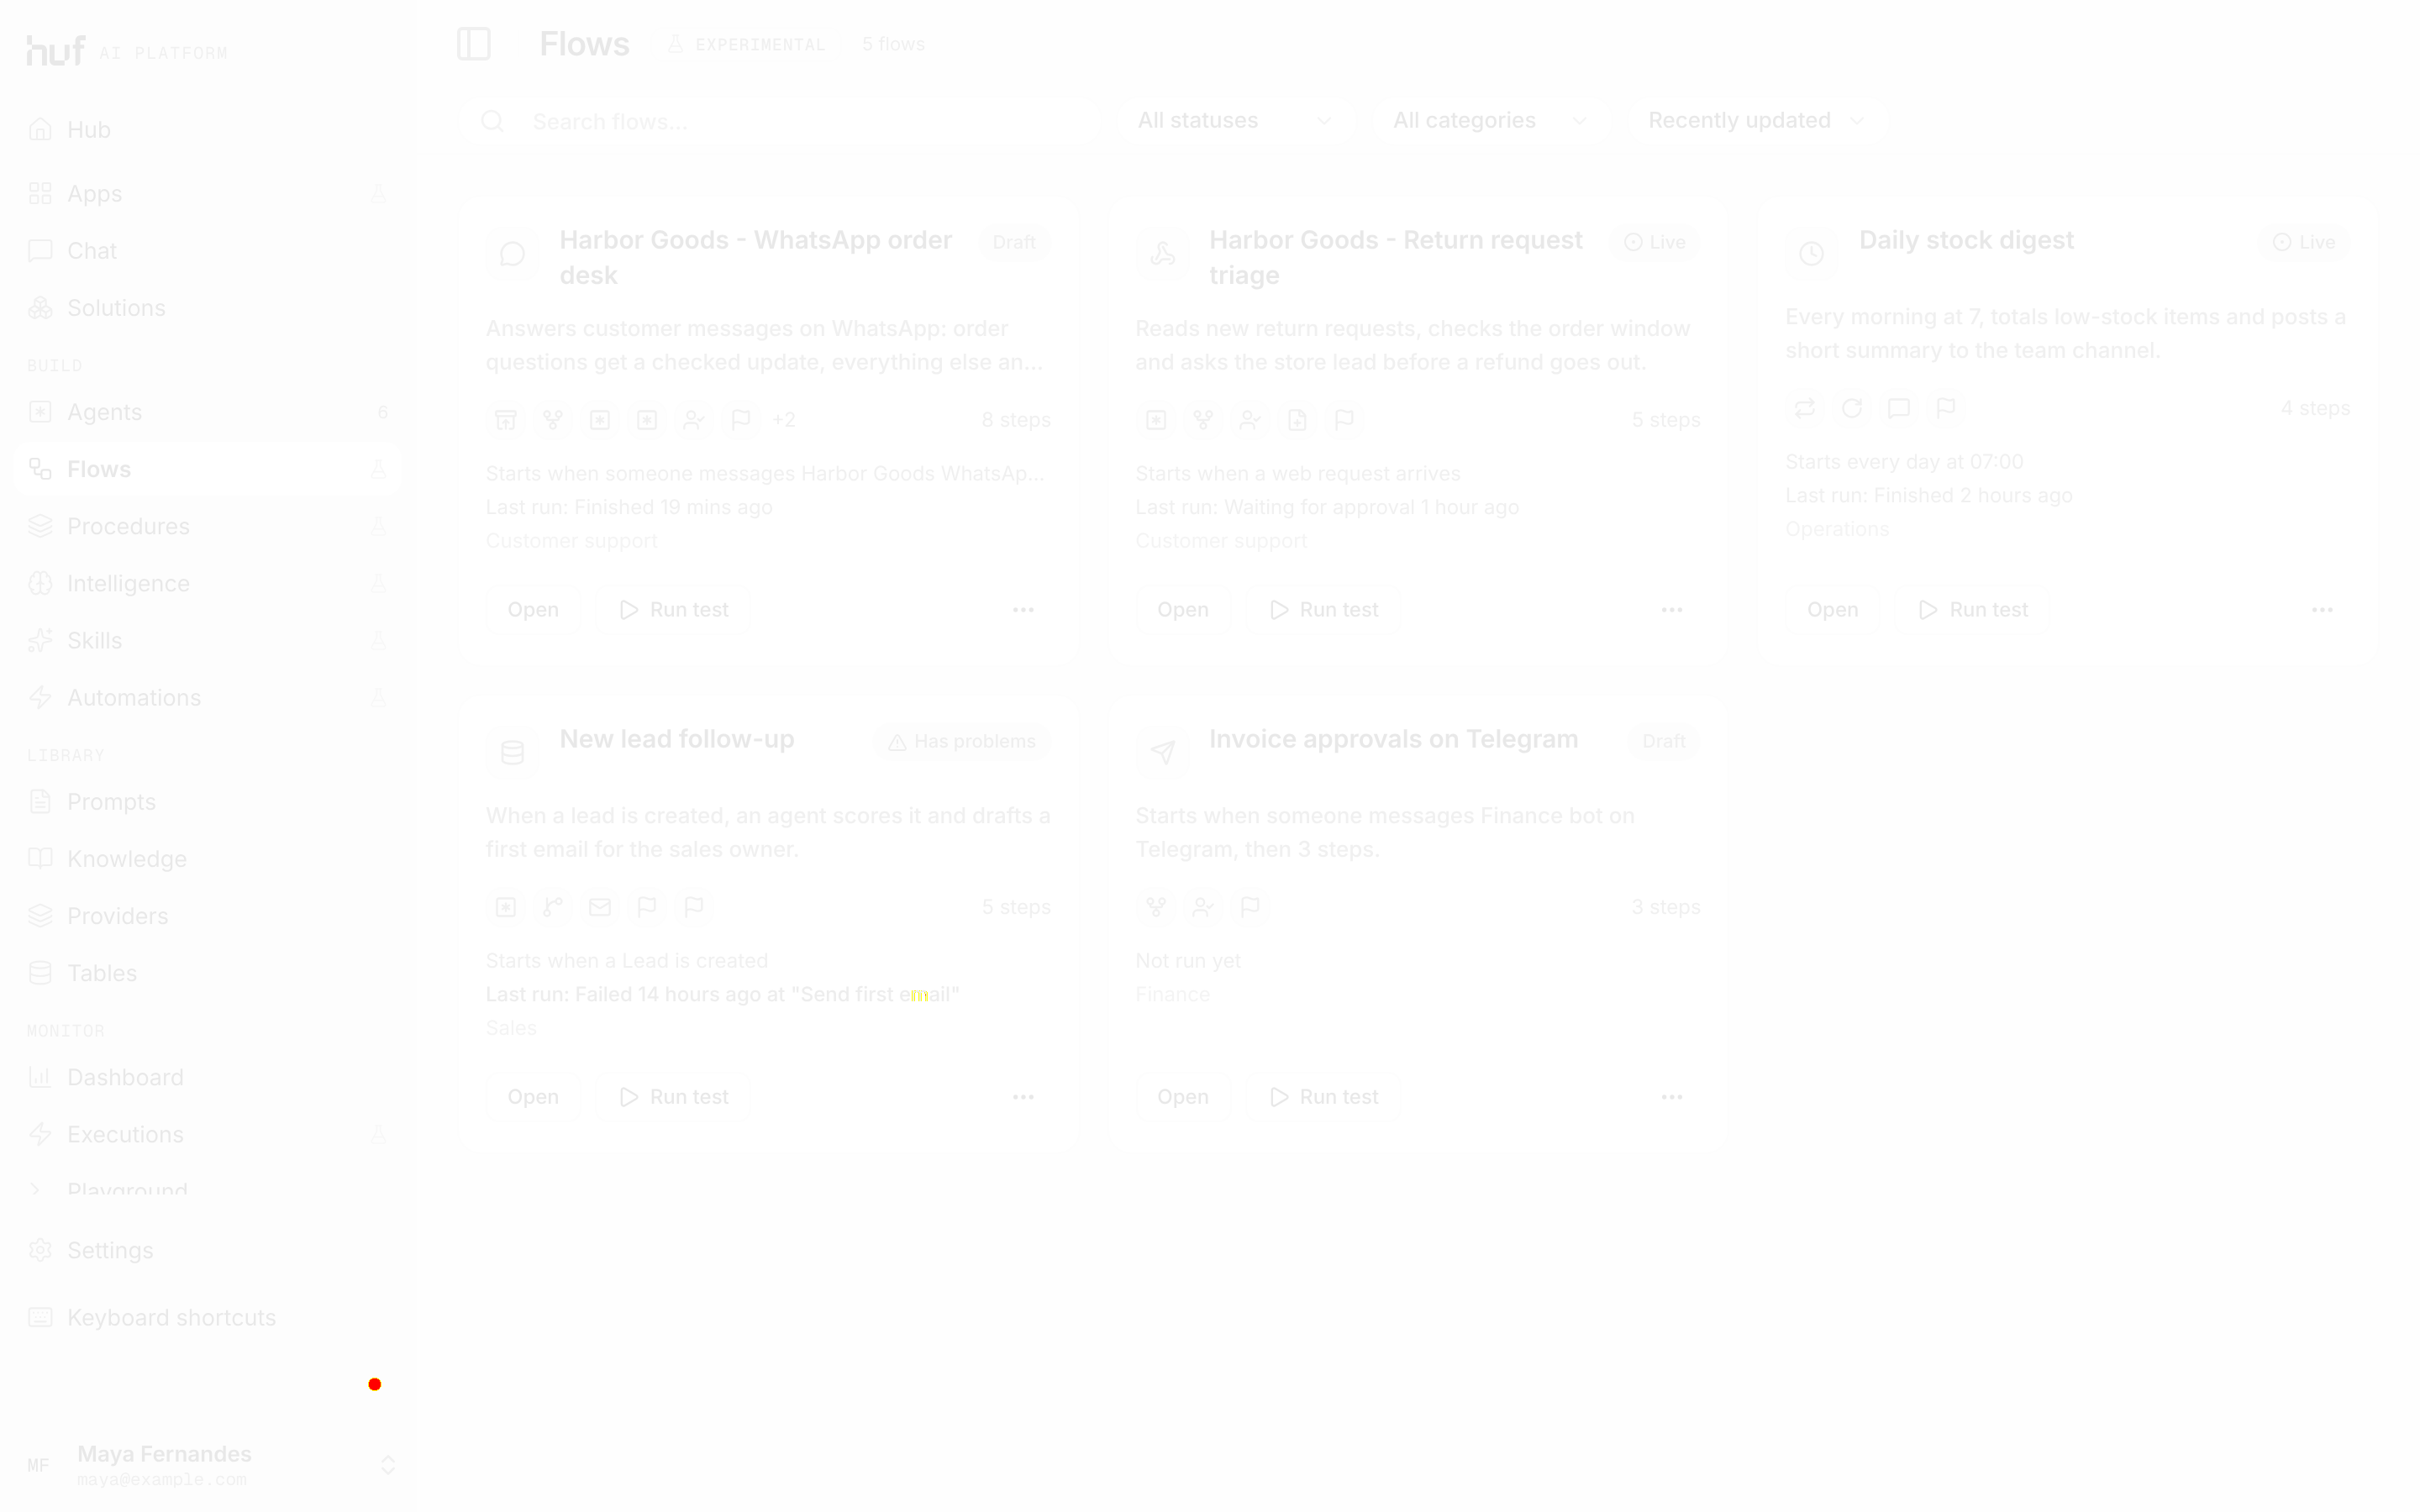 huf AI PLATFORM
Hub
Apps
Chat
Solutions
BUILD
Agents 6
Flows
Procedures
Intelligence
Skills
Automations
LIBRARY
Prompts
Knowledge
Providers
Tables
MONITOR
Dashboard
Executions
Playground
Settings
Keyboard shortcuts
MF Maya Fernandes
maya@example.com
Flows EXPERIMENTAL 5 flows
Search flows... All statuses All categories Recently updated
Harbor Goods - WhatsApp order Draft
desk
Answers customer messages on WhatsApp: order
questions get a checked update, everything else an...
+2 8 steps
Starts when someone messages Harbor Goods WhatsAp...
Last run: Finished 19 mins ago
Customer support
Open Run test
Harbor Goods - Return request Live
triage
Reads new return requests, checks the order window
and asks the store lead before a refund goes out.
5 steps
Starts when a web request arrives
Last run: Waiting for approval 1 hour ago
Customer support
Open Run test
Daily stock digest Live
Every morning at 7, totals low-stock items and posts a
short summary to the team channel.
4 steps
Starts every day at 07:00
Last run: Finished 2 hours ago
Operations
Open Run test
New lead follow-up Has problems
When a lead is created, an agent scores it and drafts a
first email for the sales owner.
5 steps
Starts when a Lead is created
Last run: Failed 14 hours ago at "Send first email"
Sales
Open Run test
Invoice approvals on Telegram Draft
Starts when someone messages Finance bot on
Telegram, then 3 steps.
3 steps
Not run yet
Finance
Open Run test